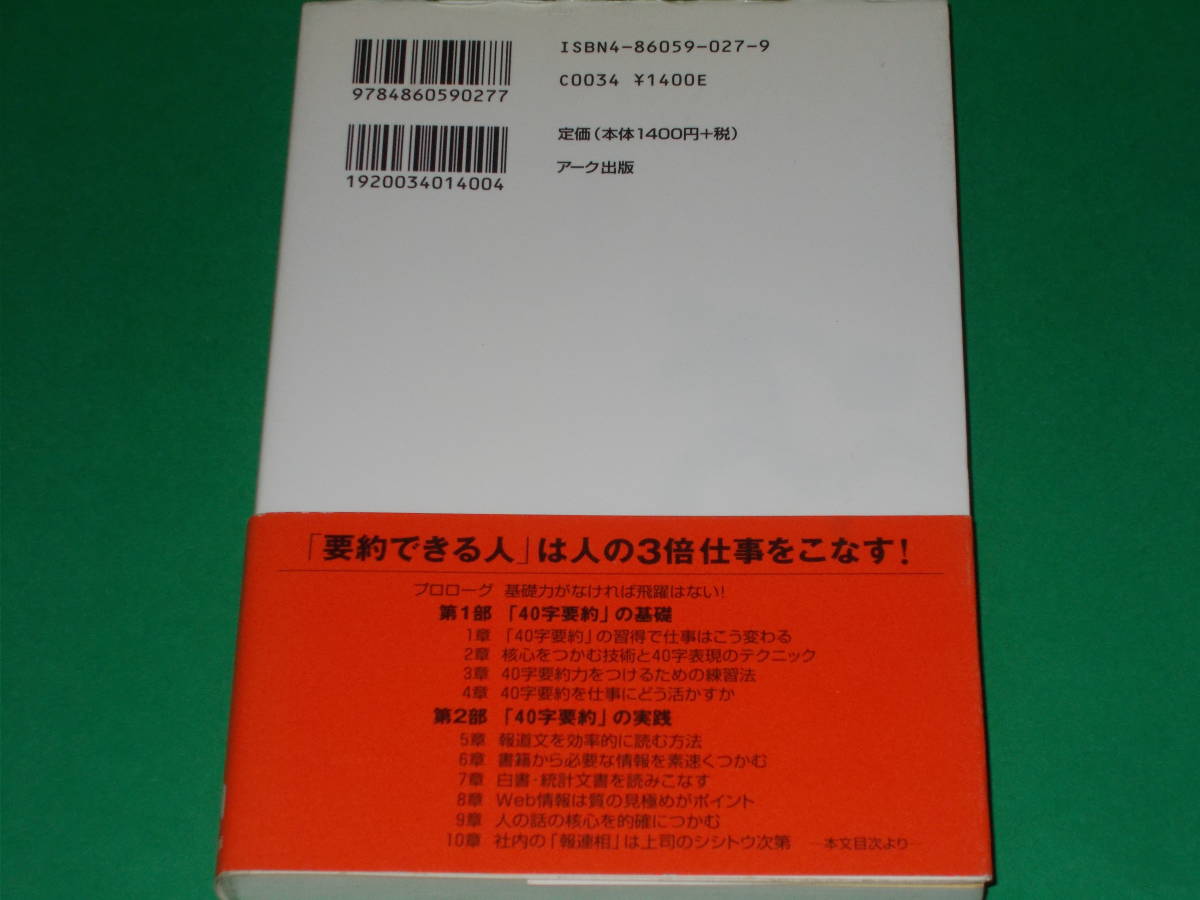 ISBN4-86059-027-9
C0034 ¥1400E
9784860590277
定価(本体1400円+税)
アーク出版
1920034014004
「要約できる人」は人の3倍仕事をこなす!
プロローグ 基礎力がなければ飛躍はない!
第1部 「40字要約」の基礎
1章 「40字要約」の習得で仕事はこう変わる
2章 核心をつかむ技術と40字表現のテクニック
3章 40字要約力をつけるための練習法
4章 40字要約を仕事にどう活かすか
第2部 「40字要約」の実践
5章 報道文を効率的に読む方法
6章 書籍から必要な情報を素速くつかむ
7章 白書・統計文書を読みこなす
8章 Web情報は質の見極めがポイント
9章 人の話の核心を的確につかむ
10章 社内の「報連相」は上司のシシトウ次第 ―本文目次より―